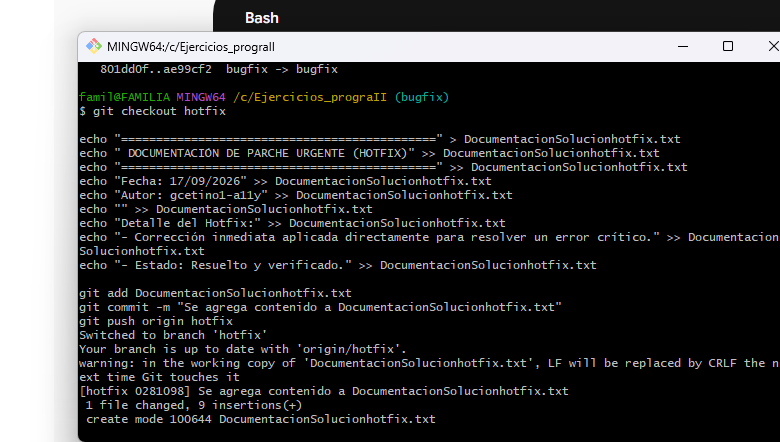 Bash
MINGW64:/c/Ejercicios_prograII
801dd0f..ae99cf2  bugfix -> bugfix
famil@FAMILIA MINGW64 /c/Ejercicios_prograII (bugfix)
$ git checkout hotfix
echo "=============================================" > DocumentacionSolucionhotfix.txt
echo " DOCUMENTACIÓN DE PARCHE URGENTE (HOTFIX)" >> DocumentacionSolucionhotfix.txt
echo "=============================================" >> DocumentacionSolucionhotfix.txt
echo "Fecha: 17/09/2026" >> DocumentacionSolucionhotfix.txt
echo "Autor: gcetino1-a11y" >> DocumentacionSolucionhotfix.txt
echo "" >> DocumentacionSolucionhotfix.txt
echo "Detalle del Hotfix:" >> DocumentacionSolucionhotfix.txt
echo "- Corrección inmediata aplicada directamente para resolver un error crítico." >> Documentacion
Solucionhotfix.txt
echo "- Estado: Resuelto y verificado." >> DocumentacionSolucionhotfix.txt
git add DocumentacionSolucionhotfix.txt
git commit -m "Se agrega contenido a DocumentacionSolucionhotfix.txt"
git push origin hotfix
Switched to branch 'hotfix'
Your branch is up to date with 'origin/hotfix'.
warning: in the working copy of 'DocumentacionSolucionhotfix.txt', LF will be replaced by CRLF the n
ext time Git touches it
[hotfix 0281098] Se agrega contenido a DocumentacionSolucionhotfix.txt
1 file changed, 9 insertions(+)
create mode 100644 DocumentacionSolucionhotfix.txt